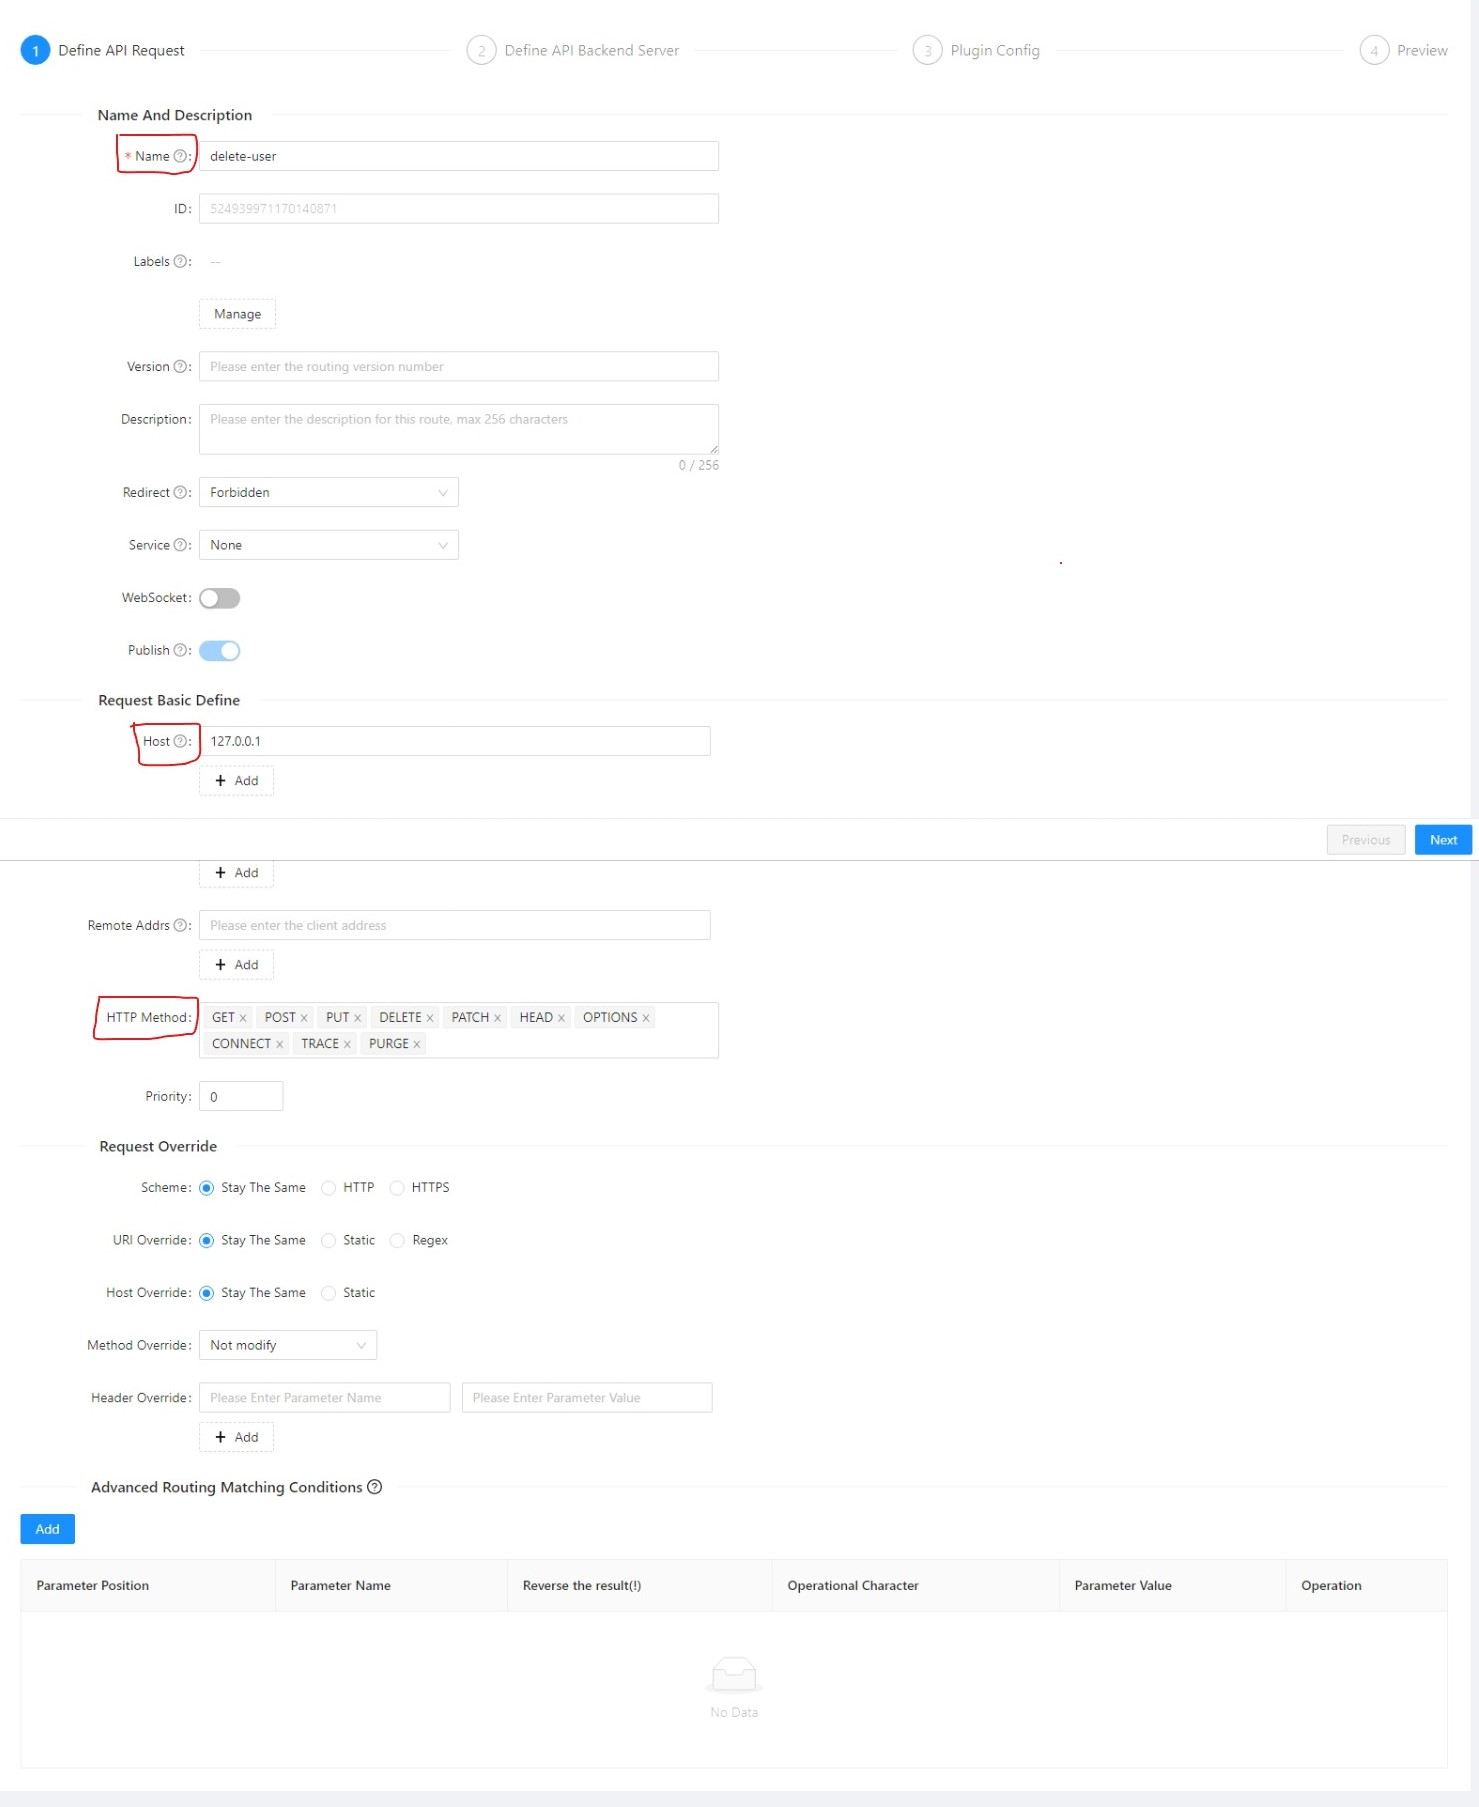 1 Define API Request 2 Define API Backend Server 3 Plugin Config 4 Preview
Name And Description
* Name ?: delete-user
ID: 524939971170140871
Labels ?: --
Manage
Version ?: Please enter the routing version number
Description: Please enter the description for this route, max 256 characters
0 / 256
Redirect ?: Forbidden
Service ?: None
WebSocket:
Publish ?:
Request Basic Define
Host ?: 127.0.0.1
+ Add
Previous Next
+ Add
Remote Addrs ?: Please enter the client address
+ Add
HTTP Method: GET × POST × PUT × DELETE × PATCH × HEAD × OPTIONS ×
CONNECT × TRACE × PURGE ×
Priority: 0
Request Override
Scheme: Stay The Same HTTP HTTPS
URI Override: Stay The Same Static Regex
Host Override: Stay The Same Static
Method Override: Not modify
Header Override: Please Enter Parameter Name Please Enter Parameter Value
+ Add
Advanced Routing Matching Conditions ?
Add
Parameter Position Parameter Name Reverse the result(!) Operational Character Parameter Value Operation
No Data